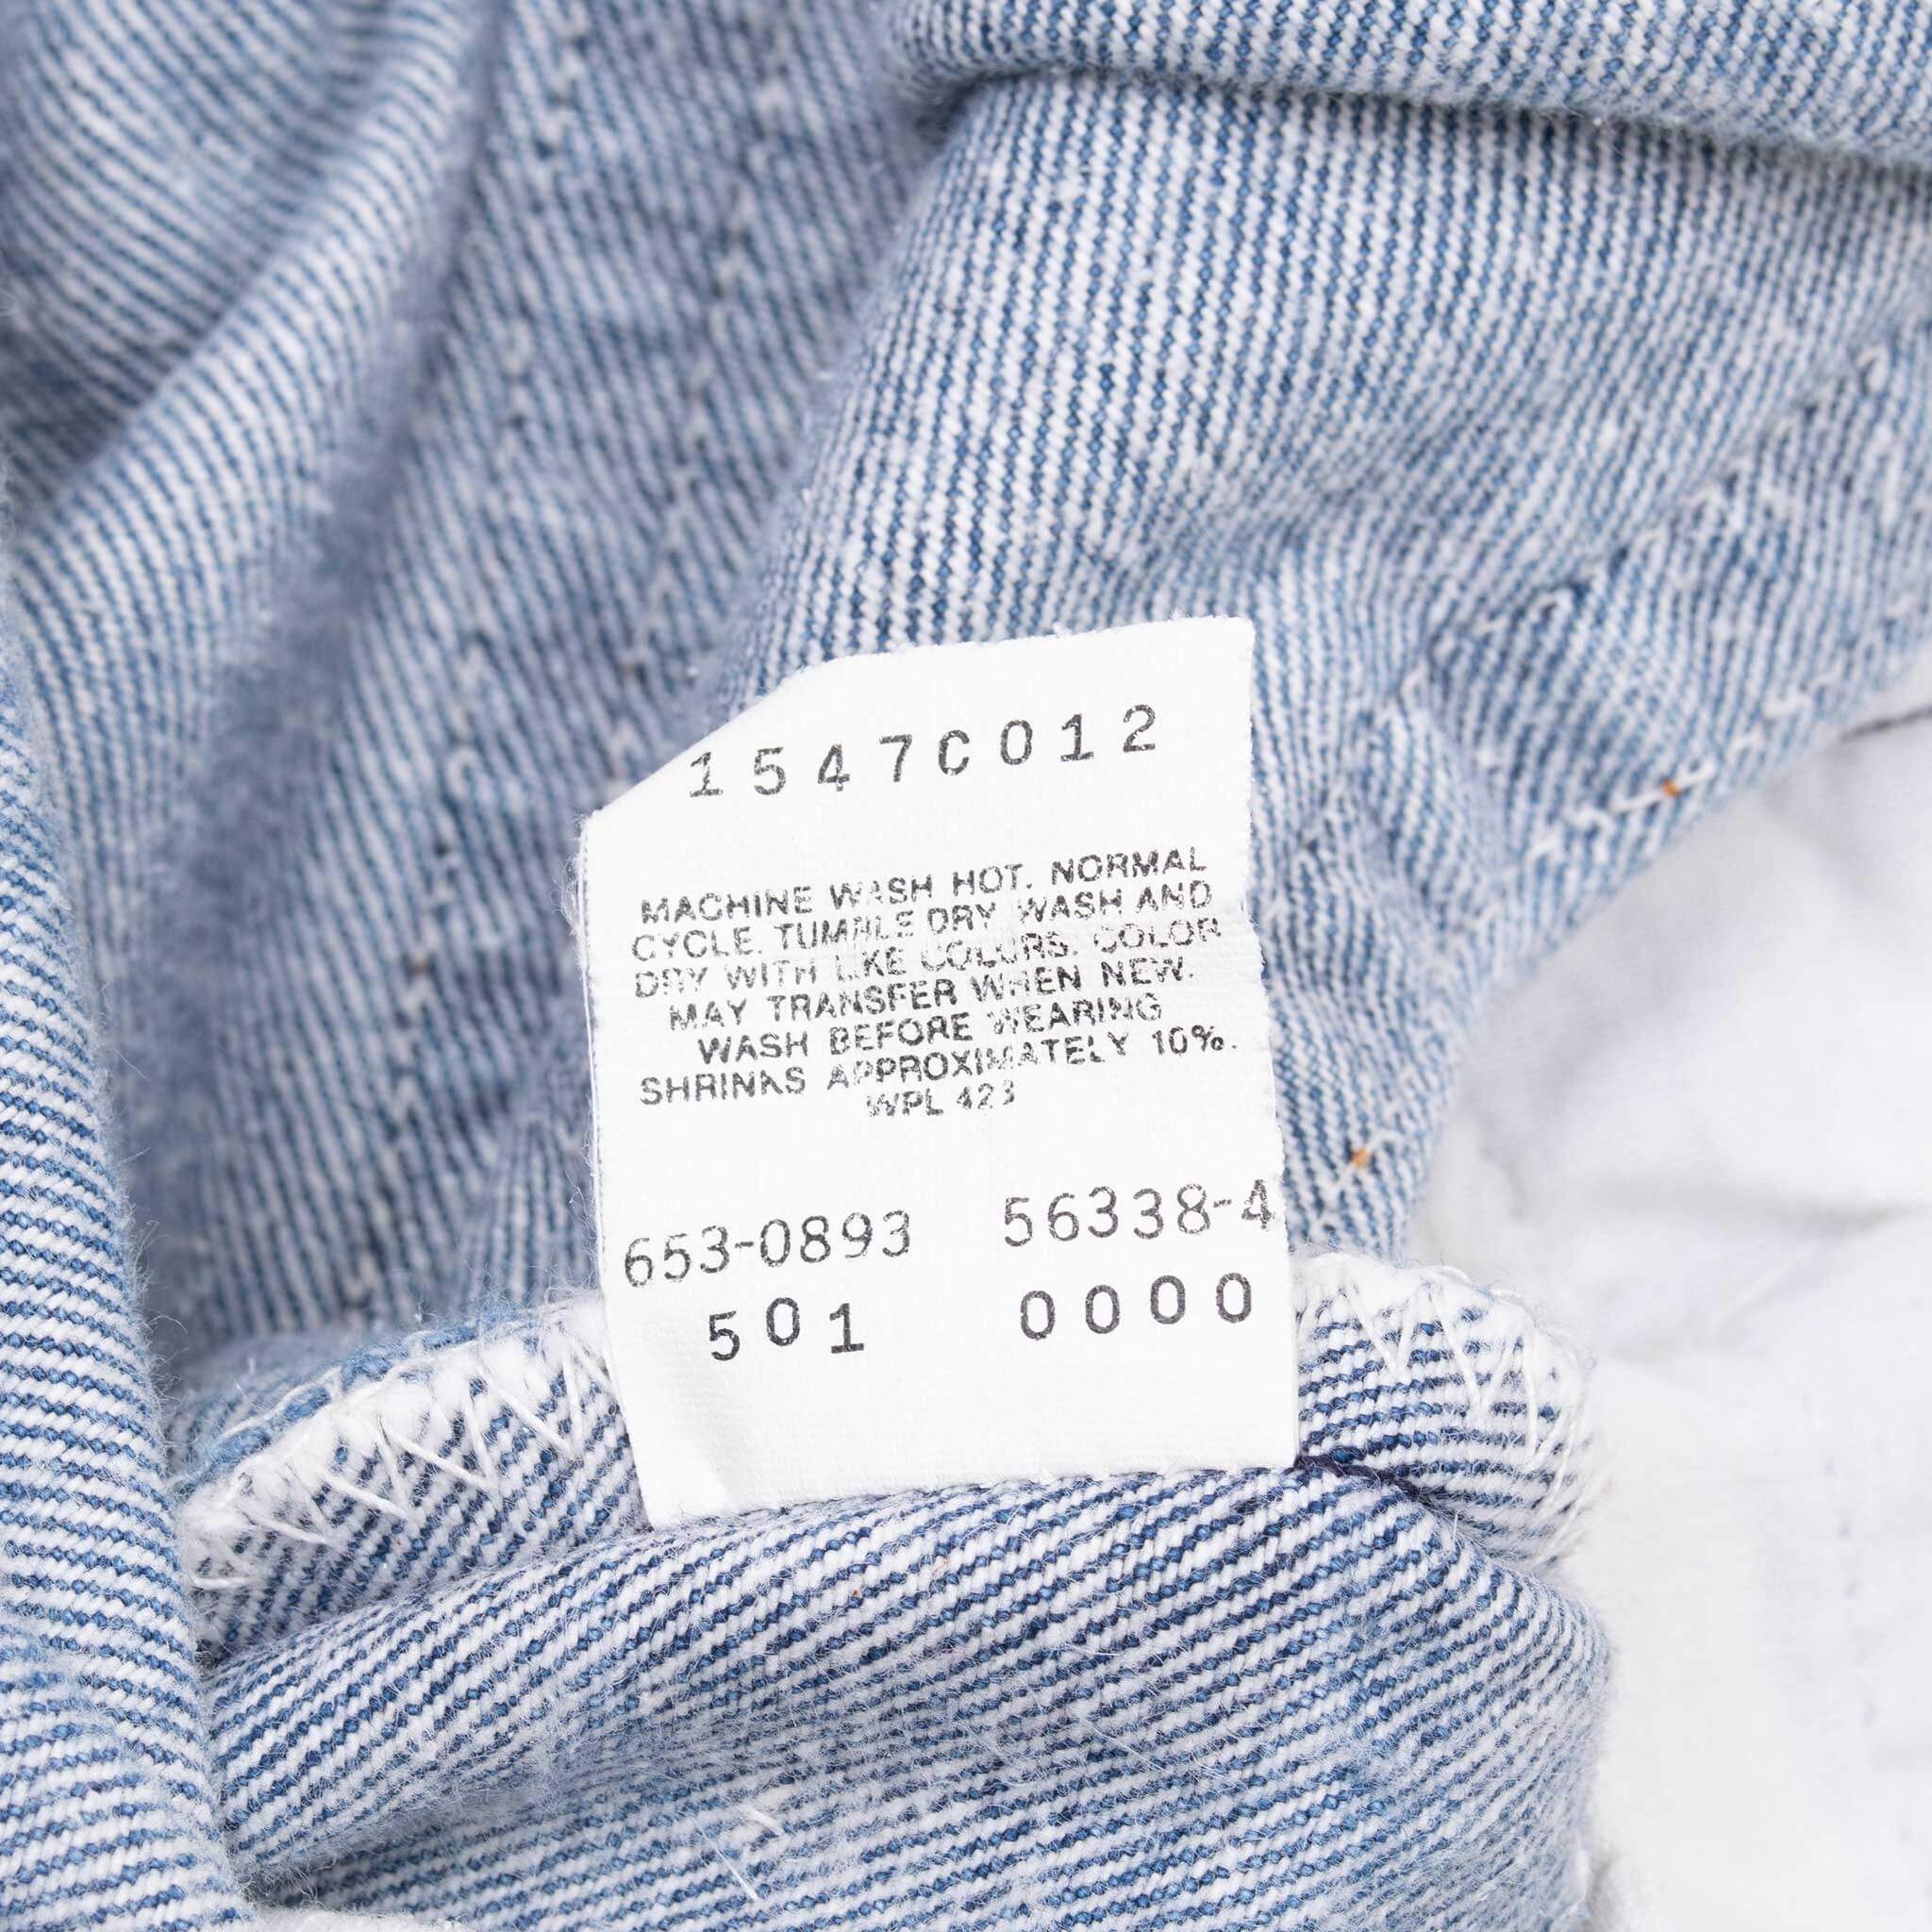 1547C012
MACHINE WASH HOT. NORMAL
CYCLE. TUMBLE DRY. WASH AND
DRY WITH LIKE COLORS. COLOR
MAY TRANSFER WHEN NEW.
WASH BEFORE WEARING
SHRINKS APPROXIMATELY 10%.
WPL 423
653-0893 56338-4
501 0000